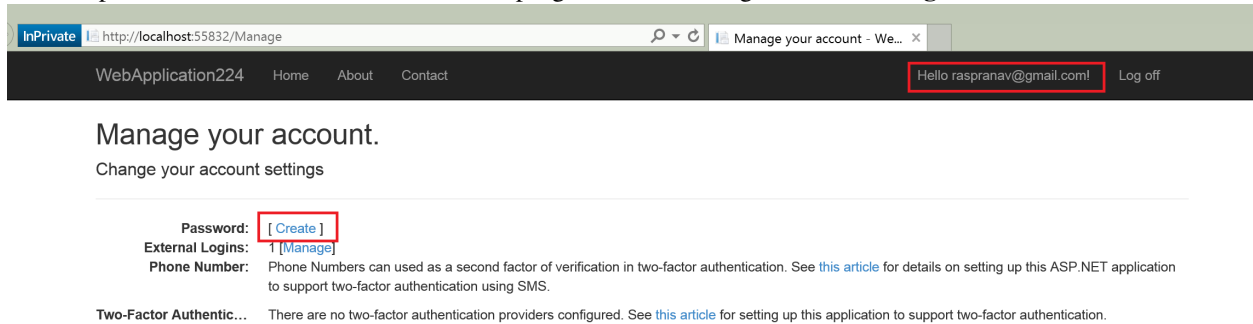 InPrivate http://localhost:55832/Manage Manage your account - We... ×
WebApplication224 Home About Contact Hello raspranav@gmail.com! Log off
Manage your account.
Change your account settings
Password: [ Create ]
External Logins: 1 [Manage]
Phone Number: Phone Numbers can used as a second factor of verification in two-factor authentication. See this article for details on setting up this ASP.NET application
to support two-factor authentication using SMS.
Two-Factor Authentic... There are no two-factor authentication providers configured. See this article for setting up this application to support two-factor authentication.